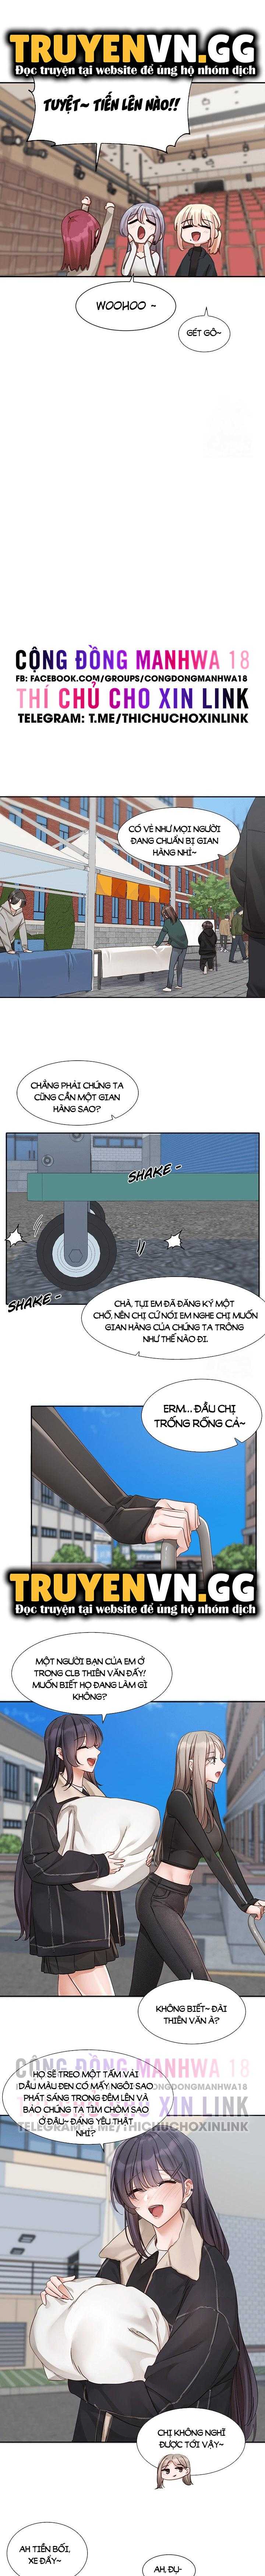 TRUYENVN.GG
Đọc truyện tại website để ủng hộ nhóm dịch
TUYỆT~ TIẾN LÊN NÀO!!
WOOHOO ~
GÉT GÔ~
CỘNG ĐỒNG MANHWA 18
FB: FACEBOOK.COM/GROUPS/CONGDONGMANHWA18
THÍ CHỦ CHO XIN LINK
TELEGRAM: T.ME/THICHUCHOXINLINK
CÓ VẺ NHƯ MỌI NGƯỜI
ĐANG CHUẨN BỊ GIAN
HÀNG NHỈ~
CHẲNG PHẢI CHÚNG TA
CŨNG CẦN MỘT GIAN
HÀNG SAO?
SHAKE ~
SHAKE ~
CHÀ, TỤI EM ĐÃ ĐĂNG KÝ MỘT
CHỖ, NÊN CHỊ CỨ NÓI EM NGHE CHỊ MUỐN
GIAN HÀNG CỦA CHÚNG TA TRÔNG
NHƯ THẾ NÀO ĐI.
ERM... ĐẦU CHỊ
TRỐNG RỖNG CẢ~
TRUYENVN.GG
Đọc truyện tại website để ủng hộ nhóm dịch
MỘT NGƯỜI BẠN CỦA EM Ở
TRONG CLB THIÊN VĂN ĐẤY!
MUỐN BIẾT HỌ ĐANG LÀM GÌ
KHÔNG?
KHÔNG BIẾT~ ĐÀI
THIÊN VĂN À?
CỘNG ĐỒNG MANHWA 18
HỌ SẼ TREO MỘT TẤM VẢI
DẦU MÀU ĐEN CÓ MẤY NGÔI SAO
PHÁT SÁNG TRONG ĐÊM LÊN VÀ
BẢO CHÚNG TA TÌM CHÒM SAO
Ở ĐÂU~ ĐÁNG YÊU THẬT
NHỈ?
CHỊ KHÔNG NGHĨ
ĐƯỢC TỚI VẬY~
AH TIỀN BỐI,
XE ĐẨY~
AH, ĐỤ-